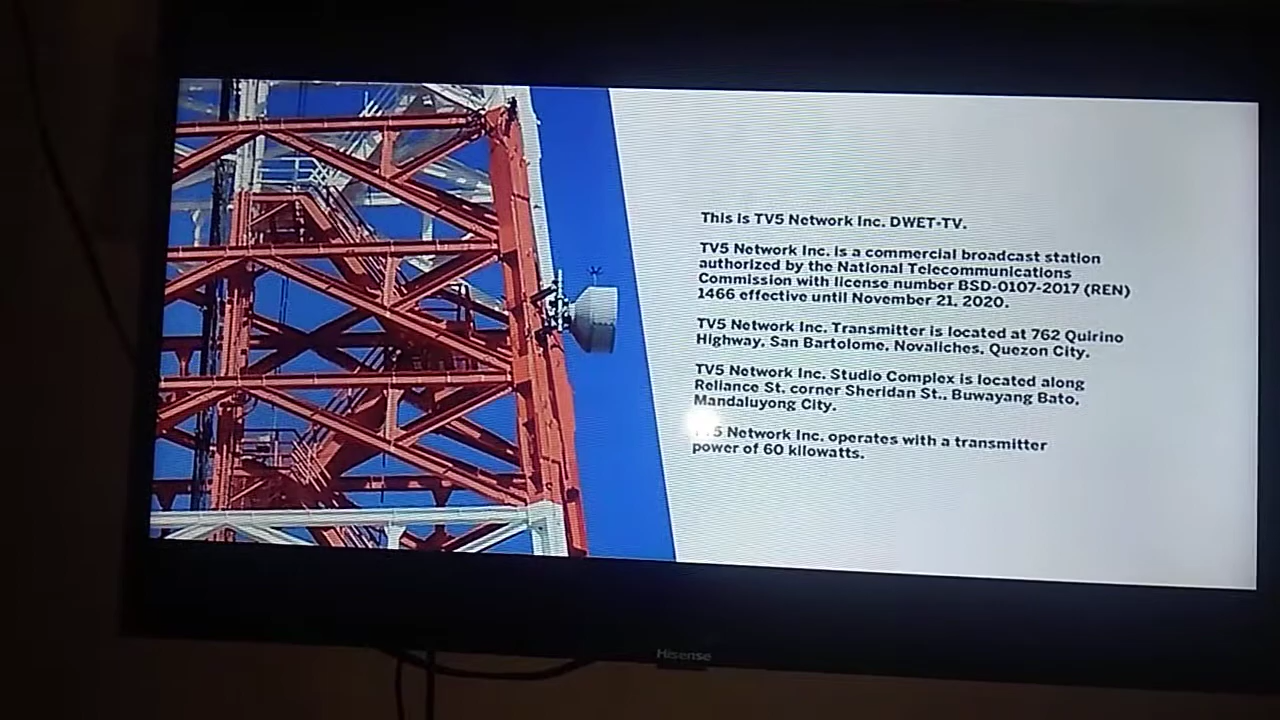 This is TV5 Network Inc. DWET-TV.
TV5 Network Inc. is a commercial broadcast station
authorized by the National Telecommunications
Commission with license number BSD-0107-2017 (REN)
1466 effective until November 21, 2020.
TV5 Network Inc. Transmitter is located at 762 Quirino
Highway, San Bartolome, Novaliches, Quezon City.
TV5 Network Inc. Studio Complex is located along
Reliance St. corner Sheridan St., Buwayang Bato,
Mandaluyong City.
TV5 Network Inc. operates with a transmitter
power of 60 kilowatts.
Hisense